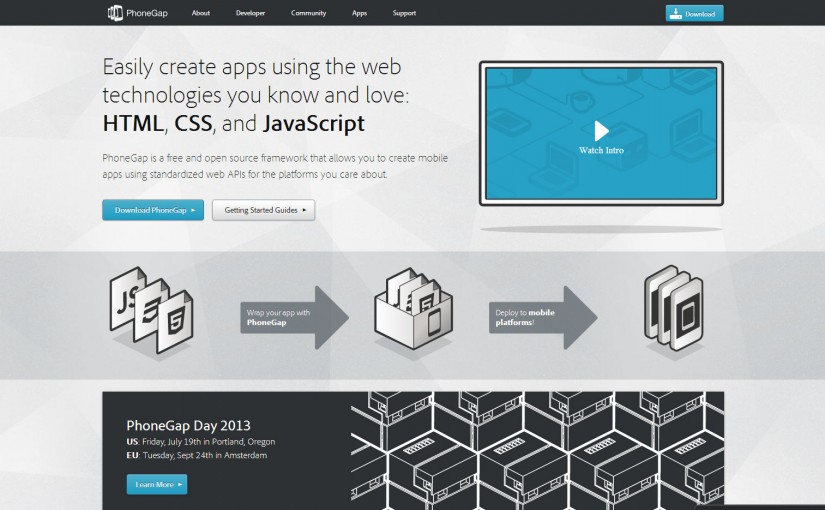 PhoneGap
About
Developer
Community
Apps
Support
Download
Easily create apps using the web
technologies you know and love:
HTML, CSS, and JavaScript
PhoneGap is a free and open source framework that allows you to create mobile
apps using standardized web APIs for the platforms you care about.
Download PhoneGap
Getting Started Guides
Watch Intro
JS
Wrap your app with
PhoneGap
Deploy to mobile
platforms!
PhoneGap Day 2013
US: Friday, July 19th in Portland, Oregon
EU: Tuesday, Sept 24th in Amsterdam
Learn More